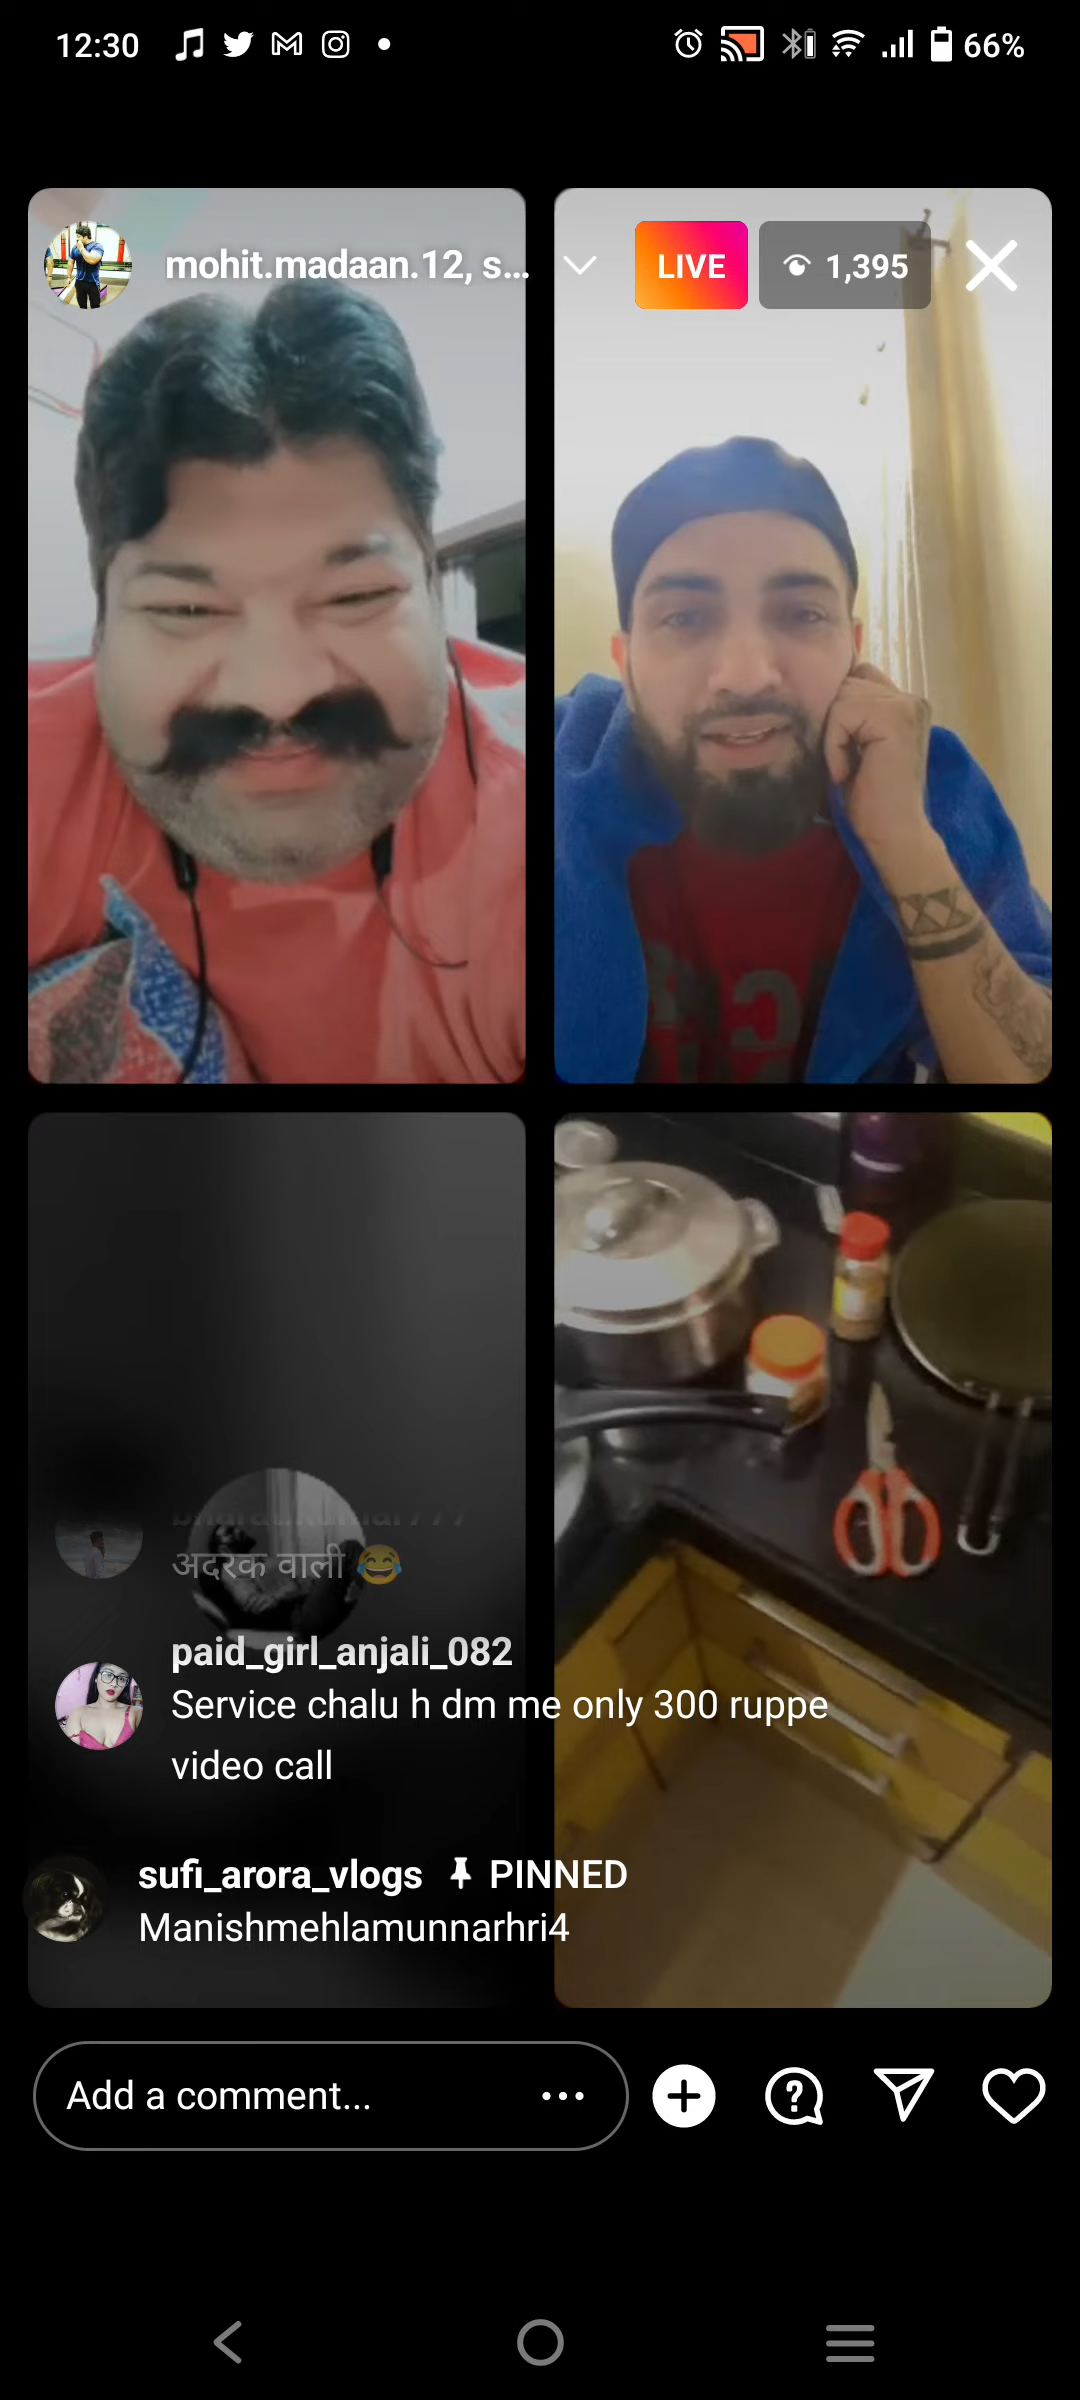 12:30
66%
mohit.madaan.12, s...
LIVE
1,395
अदरक वाली 😂
paid_girl_anjali_082
Service chalu h dm me only 300 ruppe
video call
sufi_arora_vlogs PINNED
Manishmehlamunnarhri4
Add a comment...